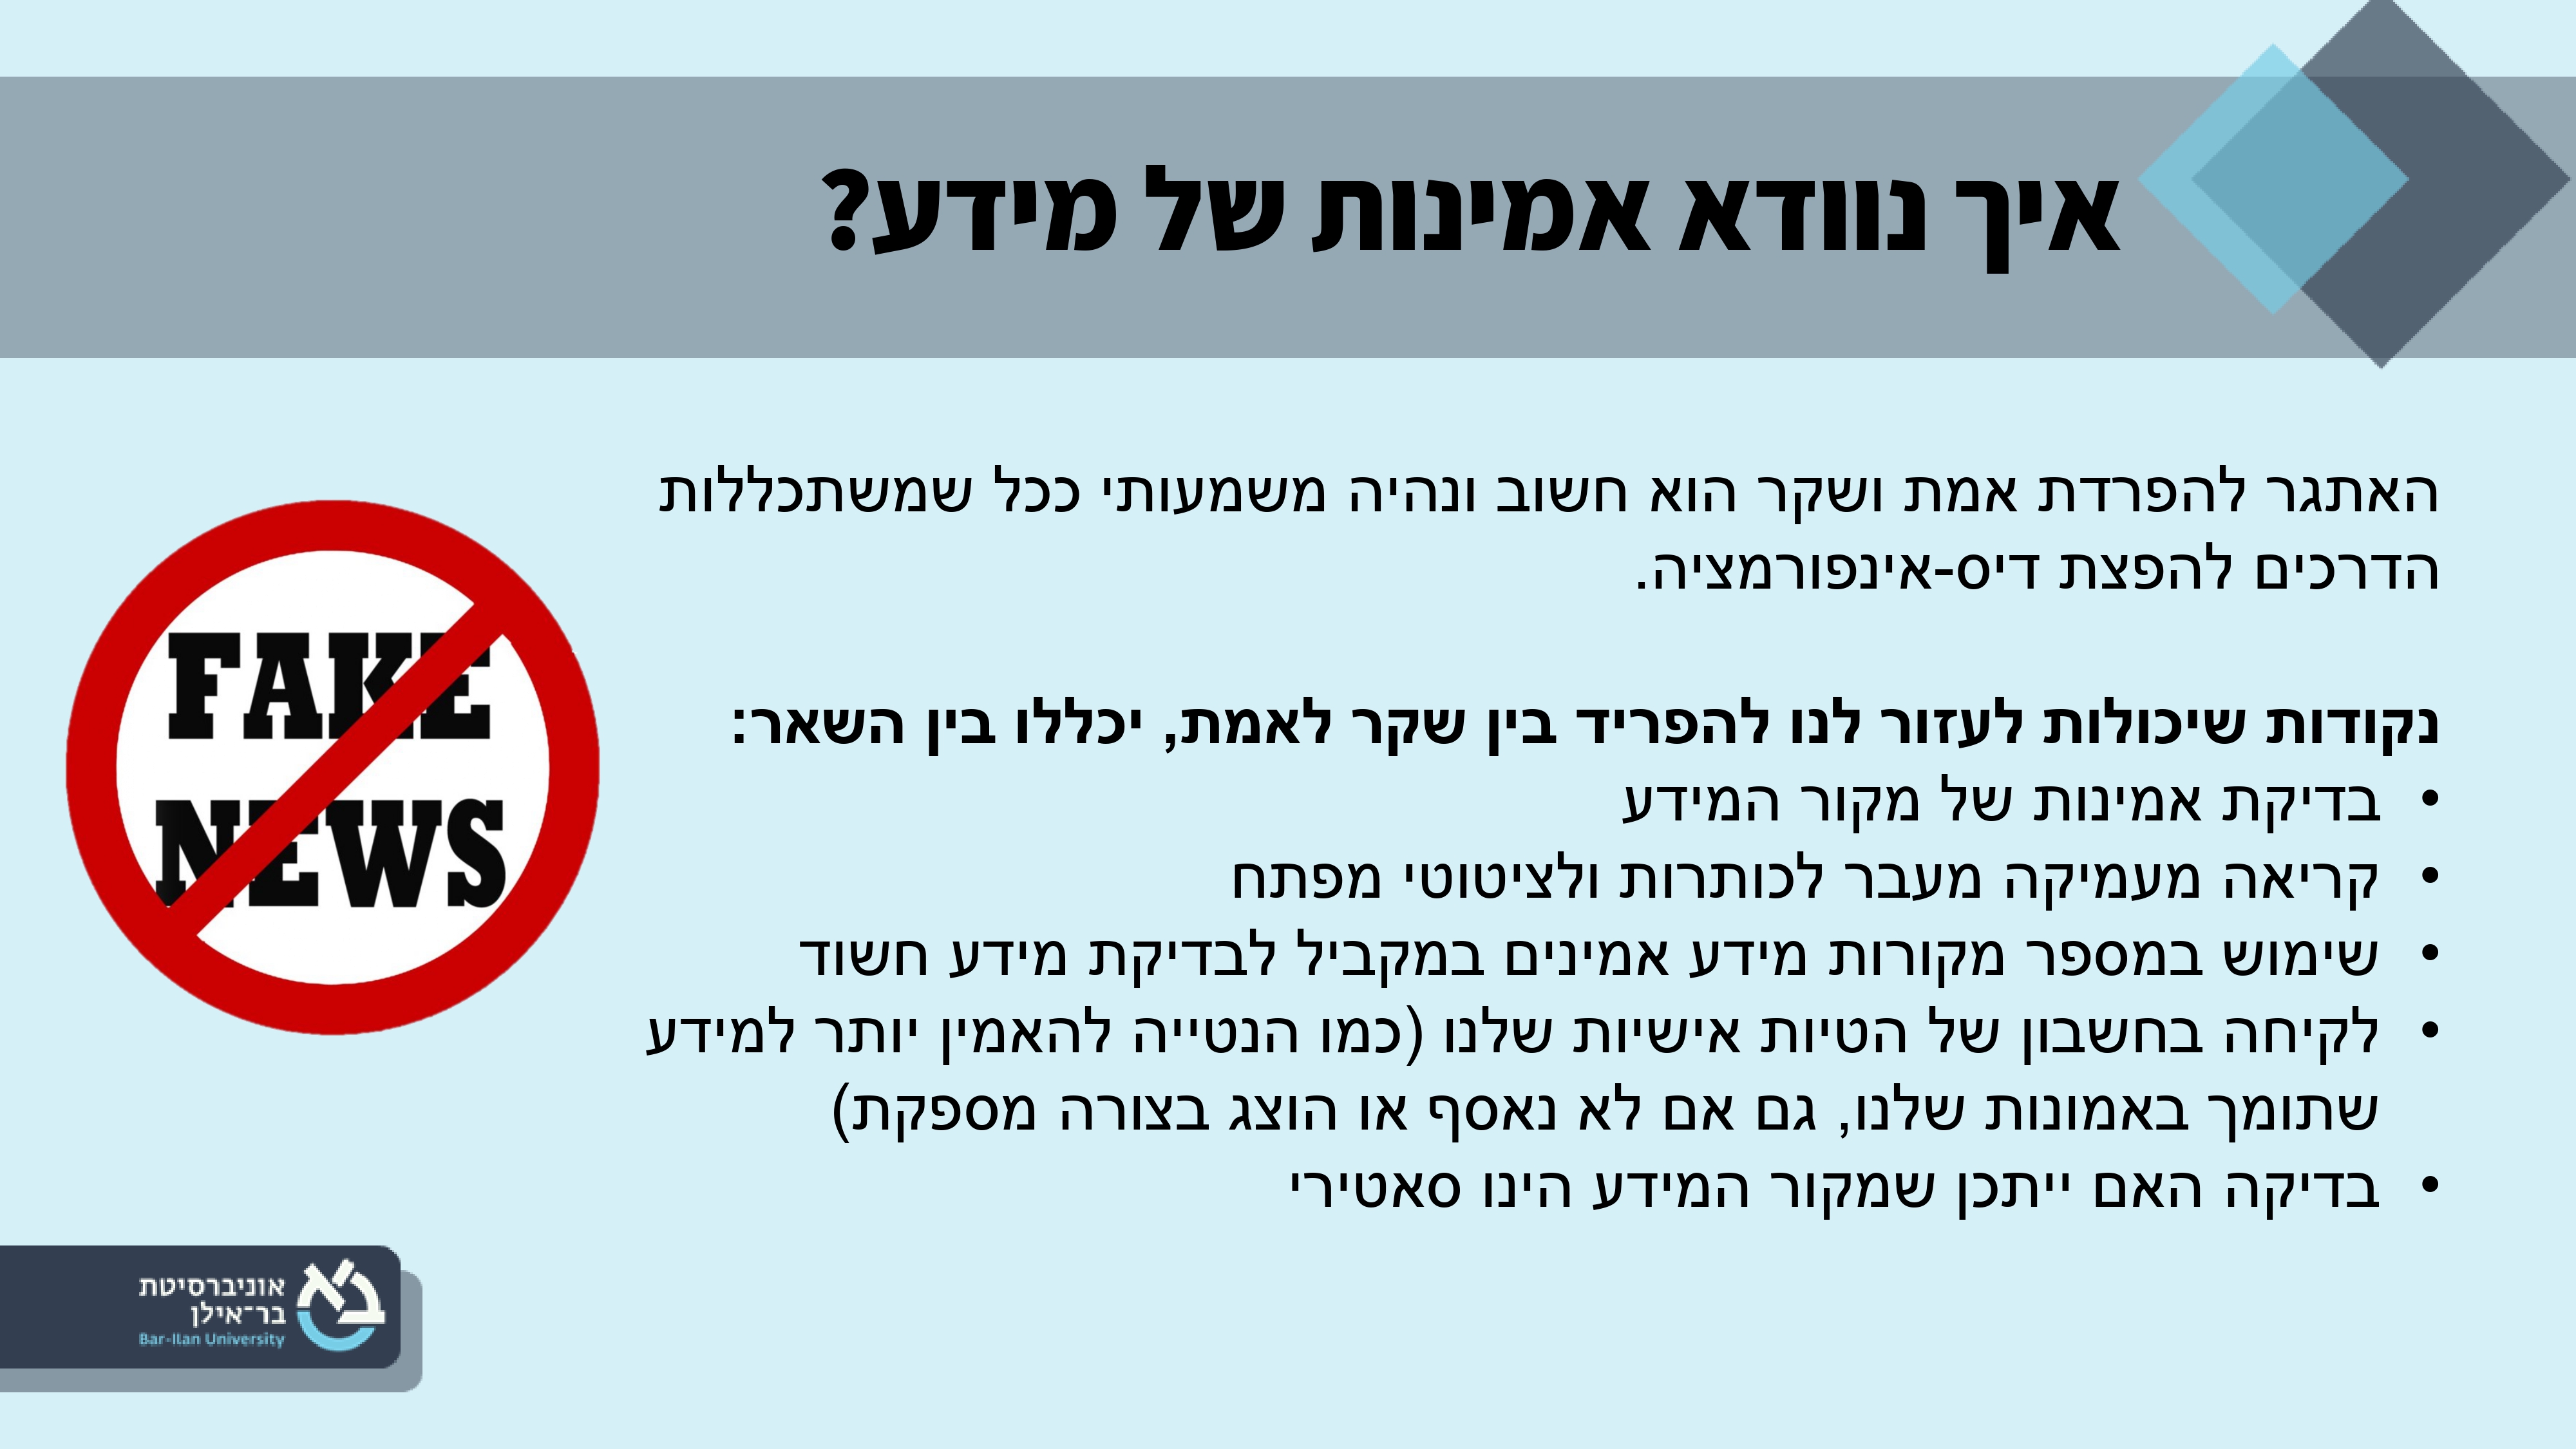 איך נוודא אמינות של מידע?
האתגר להפרדת אמת ושקר הוא חשוב ונהיה משמעותי ככל שמשתכללות
הדרכים להפצת דיס-אינפורמציה.
נקודות שיכולות לעזור לנו להפריד בין שקר לאמת, יכללו בין השאר:
• בדיקת אמינות של מקור המידע
• קריאה מעמיקה מעבר לכותרות ולציטוטי מפתח
• שימוש במספר מקורות מידע אמינים במקביל לבדיקת מידע חשוד
• לקיחה בחשבון של הטיות אישיות שלנו (כמו הנטייה להאמין יותר למידע
שתומך באמונות שלנו, גם אם לא נאסף או הוצג בצורה מספקת)
• בדיקה האם ייתכן שמקור המידע הינו סאטירי
FAKE
NEWS
אוניברסיטת
בר־אילן
Bar-Ilan University